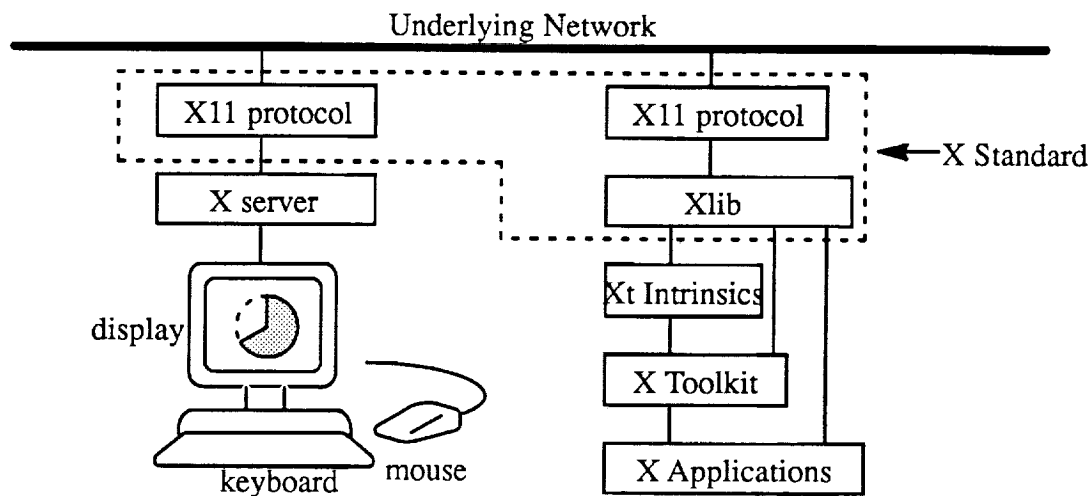 Underlying Network
X11 protocol
X11 protocol
X Standard
X server
Xlib
Xt Intrinsics
display
X Toolkit
mouse
X Applications
keyboard